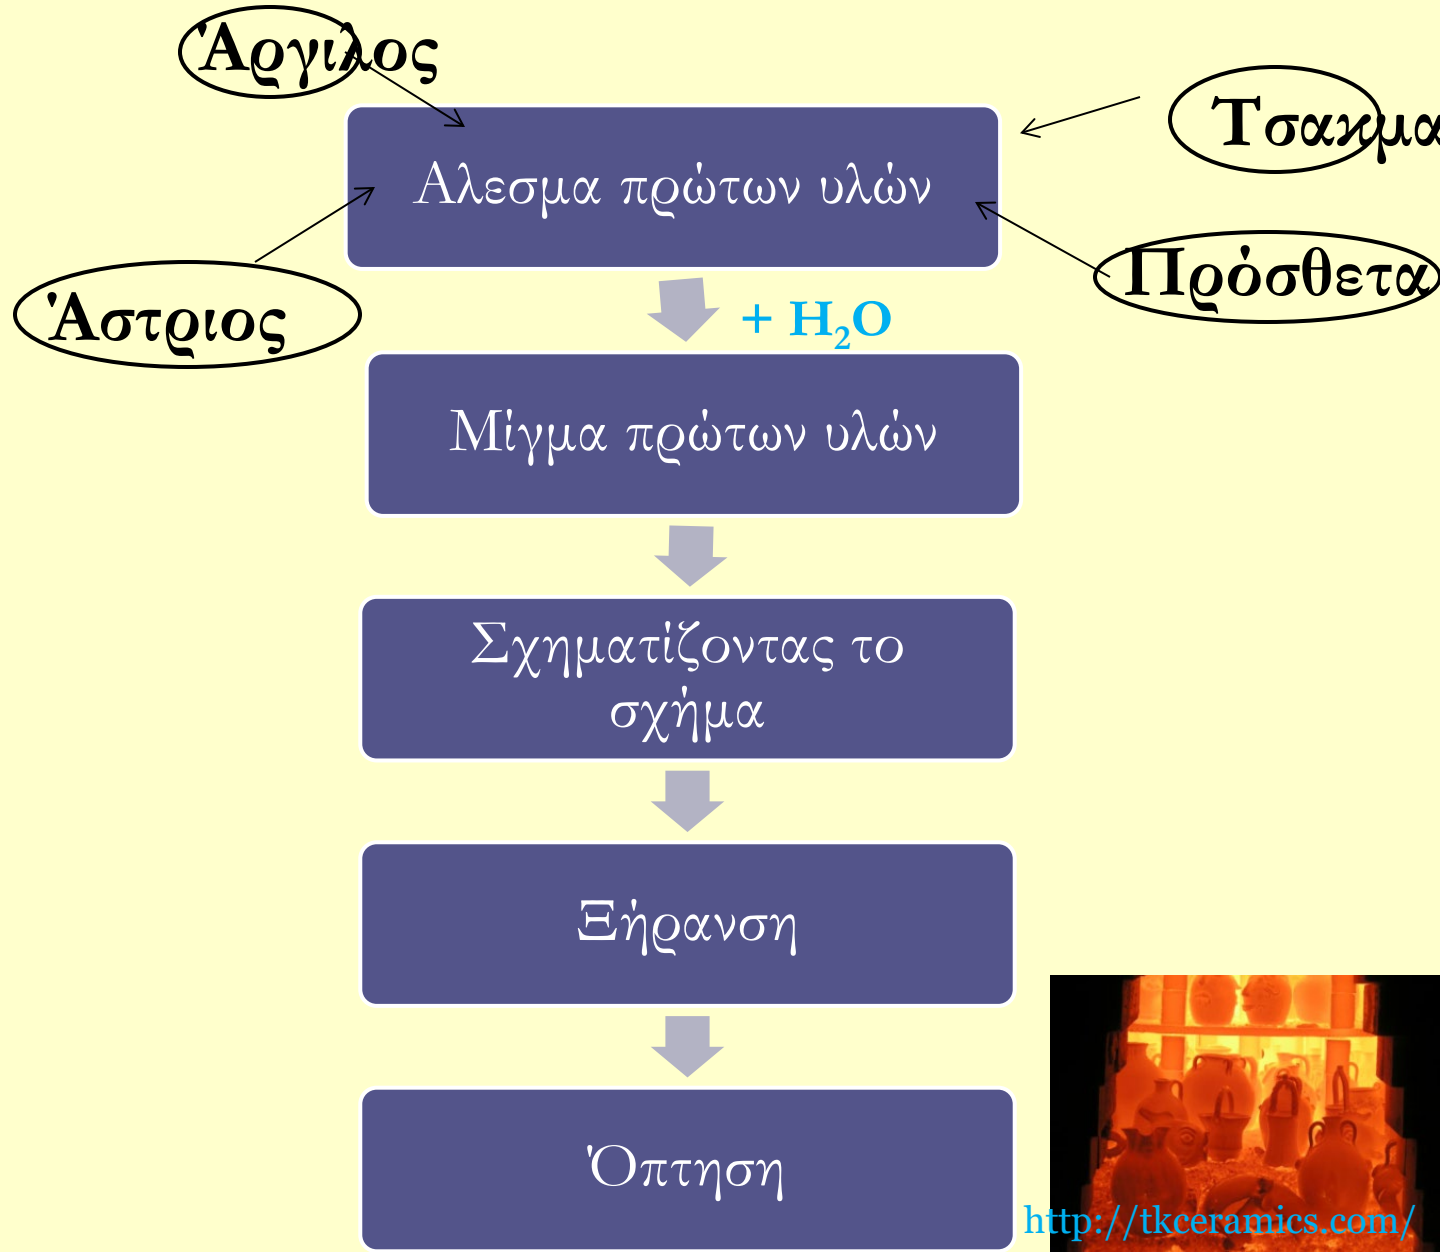 Άργιλος
Τσακμα
Αλεσμα πρώτων υλών
Πρόσθετα
Άστριος
+ H₂O
Μίγμα πρώτων υλών
Σχηματίζοντας το
σχήμα
Ξήρανση
Όπτηση
http://tkceramics.com/